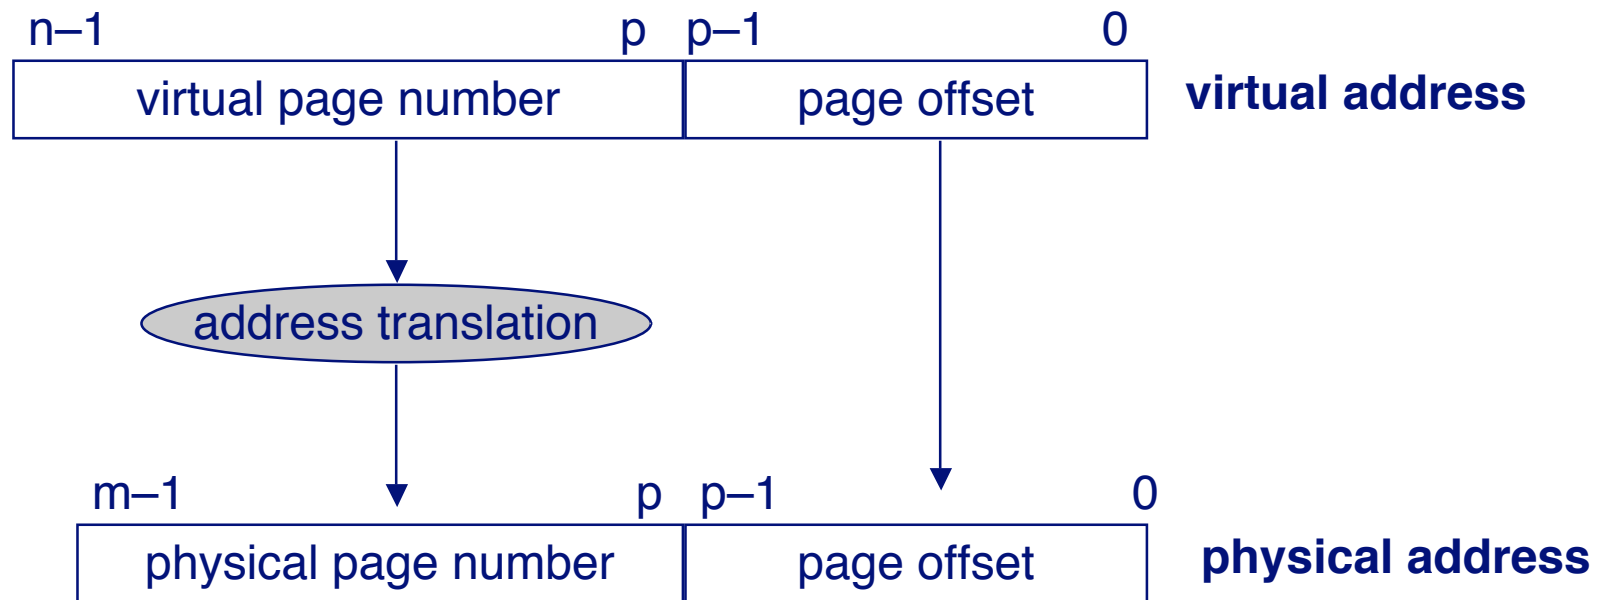 n–1 p p–1 0
virtual page number page offset virtual address
address translation
m–1 p p–1 0
physical page number page offset physical address